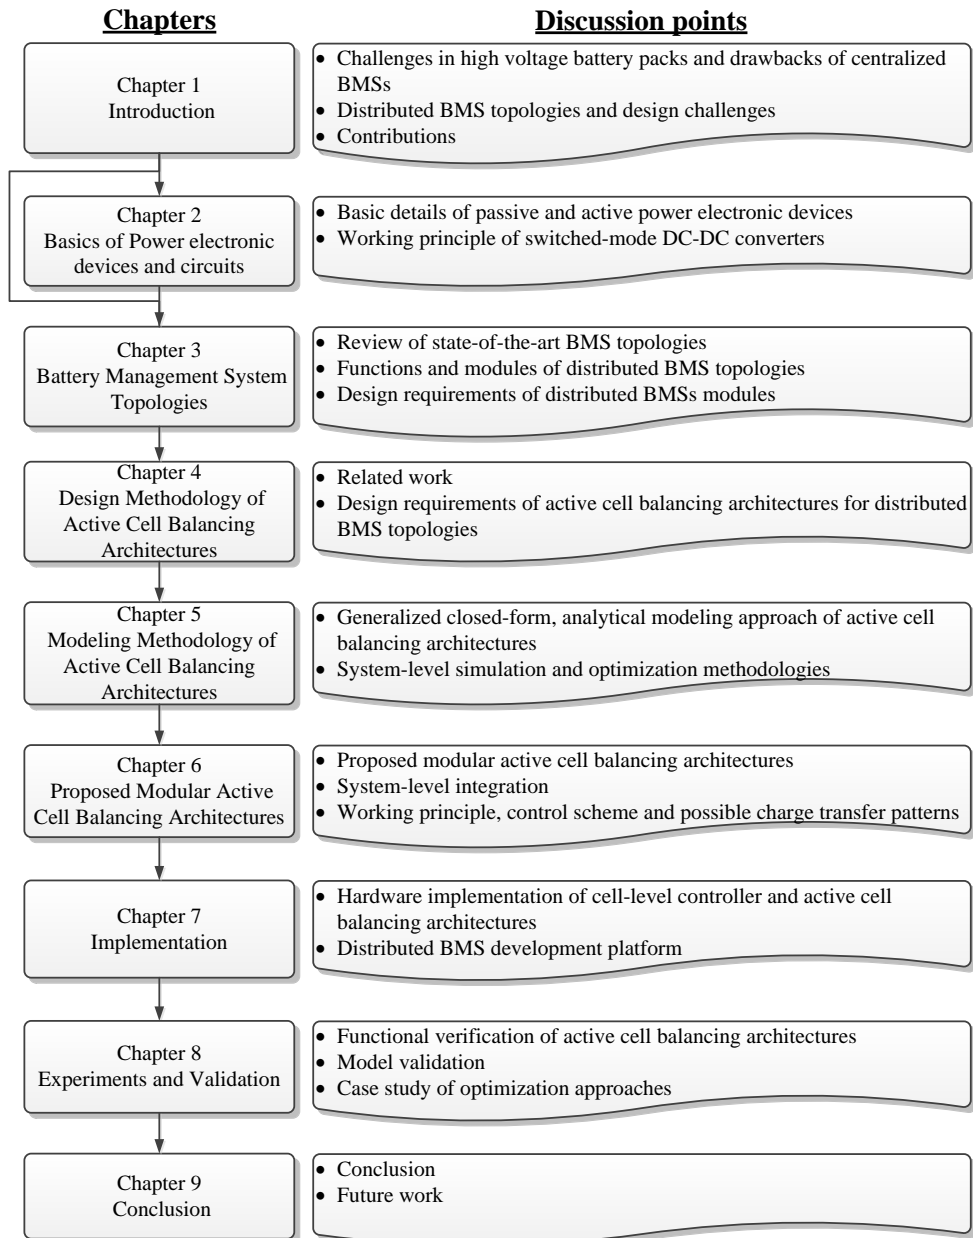 Chapters
Discussion points
Chapter 1
Introduction
• Challenges in high voltage battery packs and drawbacks of centralized
BMSs
• Distributed BMS topologies and design challenges
• Contributions
Chapter 2
Basics of Power electronic
devices and circuits
• Basic details of passive and active power electronic devices
• Working principle of switched-mode DC-DC converters
Chapter 3
Battery Management System
Topologies
• Review of state-of-the-art BMS topologies
• Functions and modules of distributed BMS topologies
• Design requirements of distributed BMSs modules
Chapter 4
Design Methodology of
Active Cell Balancing
Architectures
• Related work
• Design requirements of active cell balancing architectures for distributed
BMS topologies
Chapter 5
Modeling Methodology of
Active Cell Balancing
Architectures
• Generalized closed-form, analytical modeling approach of active cell
balancing architectures
• System-level simulation and optimization methodologies
Chapter 6
Proposed Modular Active
Cell Balancing Architectures
• Proposed modular active cell balancing architectures
• System-level integration
• Working principle, control scheme and possible charge transfer patterns
Chapter 7
Implementation
• Hardware implementation of cell-level controller and active cell
balancing architectures
• Distributed BMS development platform
Chapter 8
Experiments and Validation
• Functional verification of active cell balancing architectures
• Model validation
• Case study of optimization approaches
Chapter 9
Conclusion
• Conclusion
• Future work